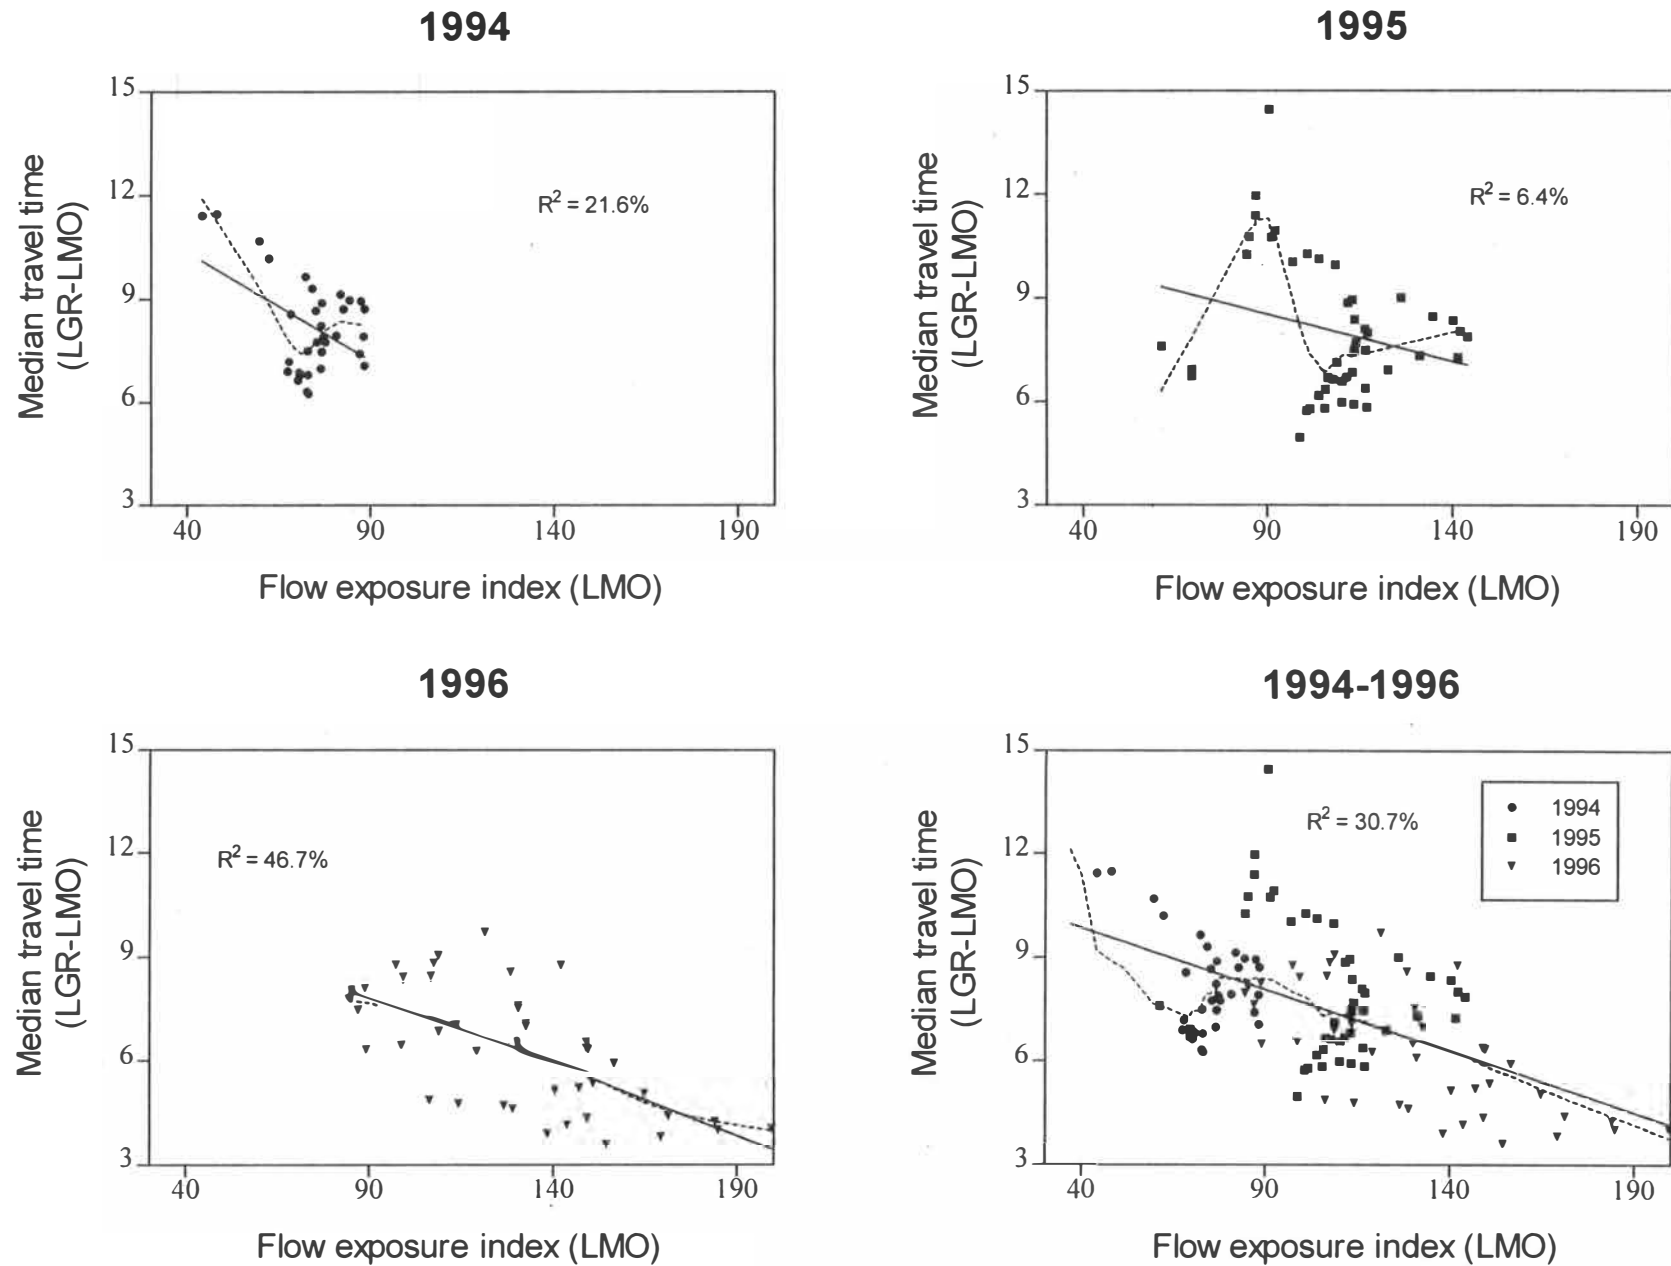 1994
15
12
9
6
3
Median travel time
(LGR-LMO)
R² = 21.6%
40 90 140 190
Flow exposure index (LMO)
1995
15
12
9
6
3
Median travel time
(LGR-LMO)
R² = 6.4%
40 90 140 190
Flow exposure index (LMO)
1996
15
12
9
6
3
Median travel time
(LGR-LMO)
R² = 46.7%
40 90 140 190
Flow exposure index (LMO)
1994-1996
15
12
9
6
3
Median travel time
(LGR-LMO)
R² = 30.7%
1994
1995
1996
40 90 140 190
Flow exposure index (LMO)